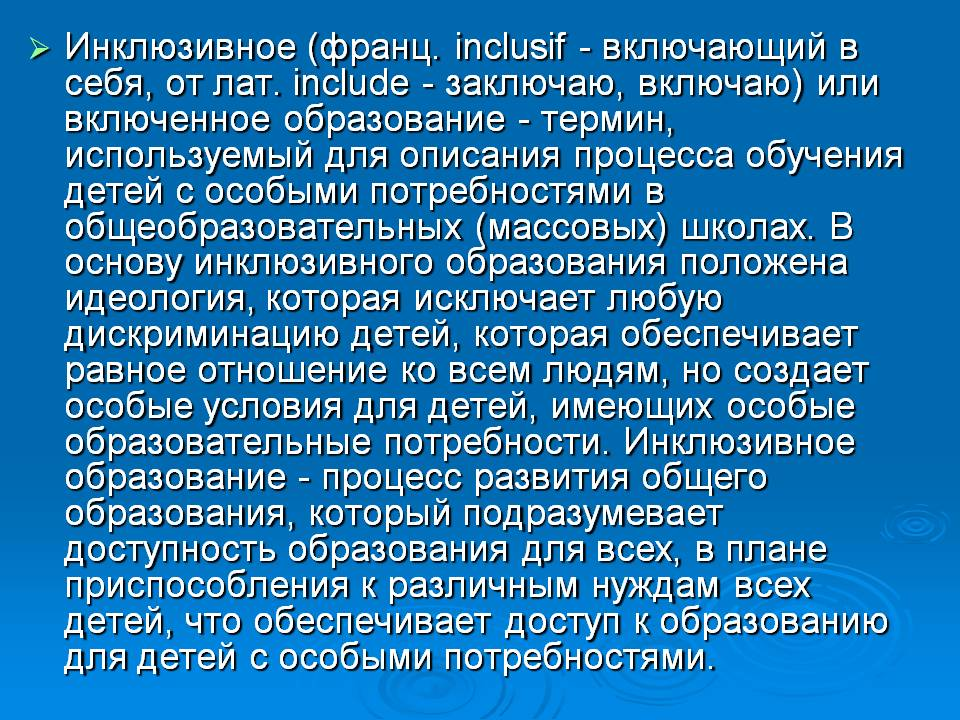 Инклюзивное (франц. inclusif - включающий в
себя, от лат. include - заключаю, включаю) или
включенное образование - термин,
используемый для описания процесса обучения
детей с особыми потребностями в
общеобразовательных (массовых) школах. В
основу инклюзивного образования положена
идеология, которая исключает любую
дискриминацию детей, которая обеспечивает
равное отношение ко всем людям, но создает
особые условия для детей, имеющих особые
образовательные потребности. Инклюзивное
образование - процесс развития общего
образования, который подразумевает
доступность образования для всех, в плане
приспособления к различным нуждам всех
детей, что обеспечивает доступ к образованию
для детей с особыми потребностями.